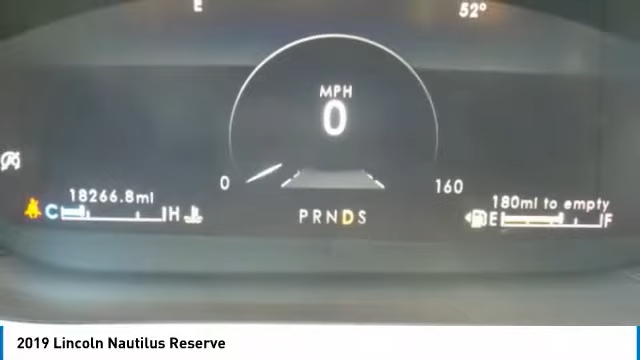 E
52°
MPH
0
0
160
18266.8mi
180mi to empty
C H
E F
PRNDS
2019 Lincoln Nautilus Reserve